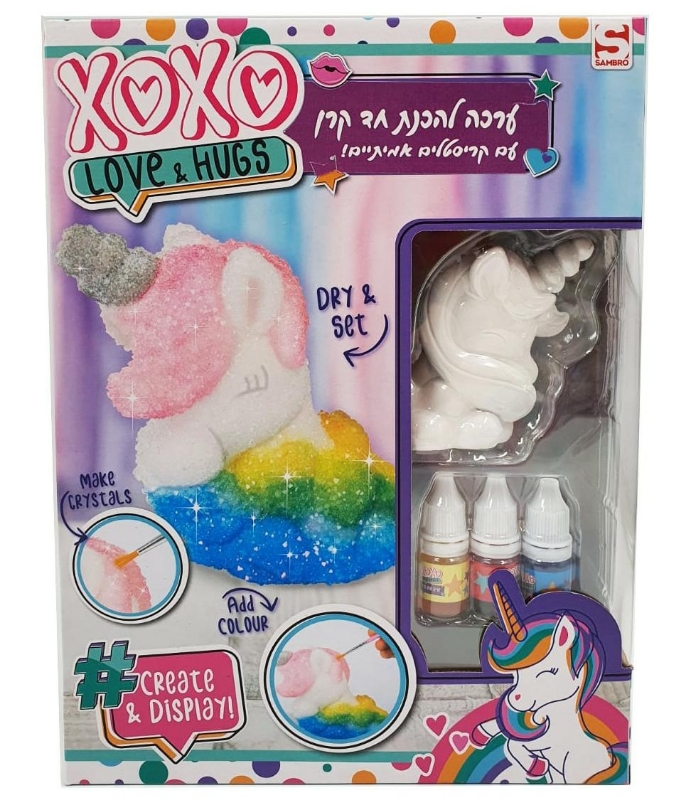 XOXO
LOVE & HUGS
S
SAMBRO
ערכה להכנת חד קרן
עם קריסטלים אמיתיים!
DRY &
SET
MAKE
CRYSTALS
Add
COLOUR
#CREATE
& DISPLAY!